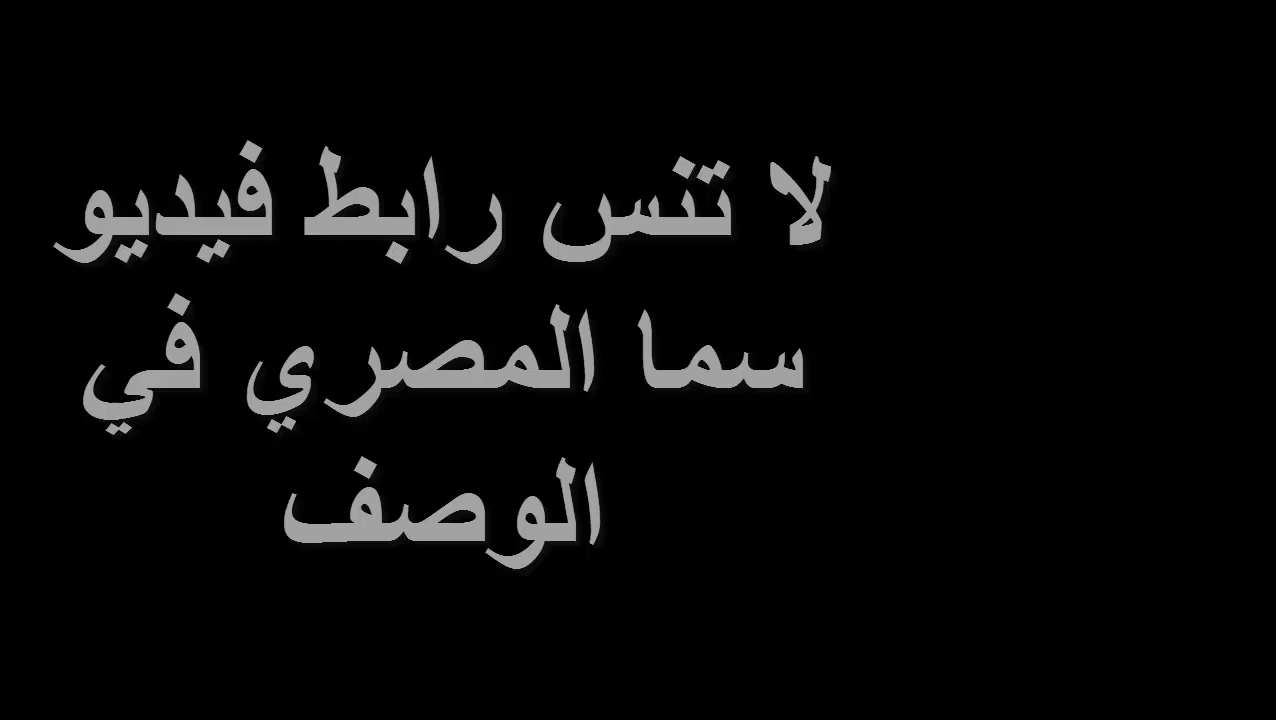 لا تنس رابط فيديو
سما المصري في
الوصف